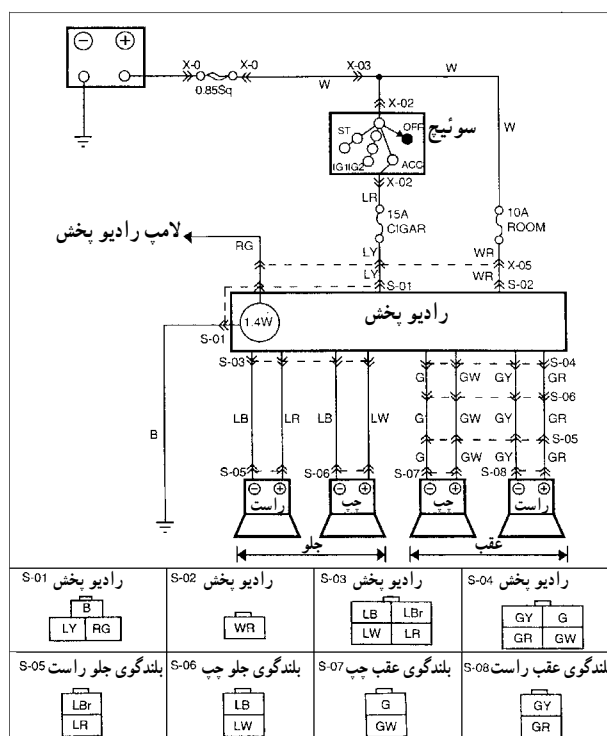 X-0 X-0 X-03 W
0.85Sq W
X-02 W
سوئیچ
ST OFF
IG1IG2 ACC
X-02
LR
15A 10A
CIGAR ROOM
لامپ رادیو پخش
RG LY WR X-05
LY S-01 WR S-02
رادیو پخش
1.4W
S-01
S-03 S-04
G GW GY GR
S-06
LB LR LB LW G GW GY GR
S-05
B
G GW GY GR
S-05 S-06 S-07 S-08
راست چپ چپ راست
جلو عقب
S-01 رادیو پخش S-02 رادیو پخش S-03 رادیو پخش S-04 رادیو پخش
B
LY RG
WR
LB LBr
LW LR
GY G
GR GW
S-05 بلندگوی جلو راست S-06 بلندگوی جلو چپ S-07 بلندگوی عقب چپ S-08 بلندگوی عقب راست
LBr LB G GY
LR LW GW GR